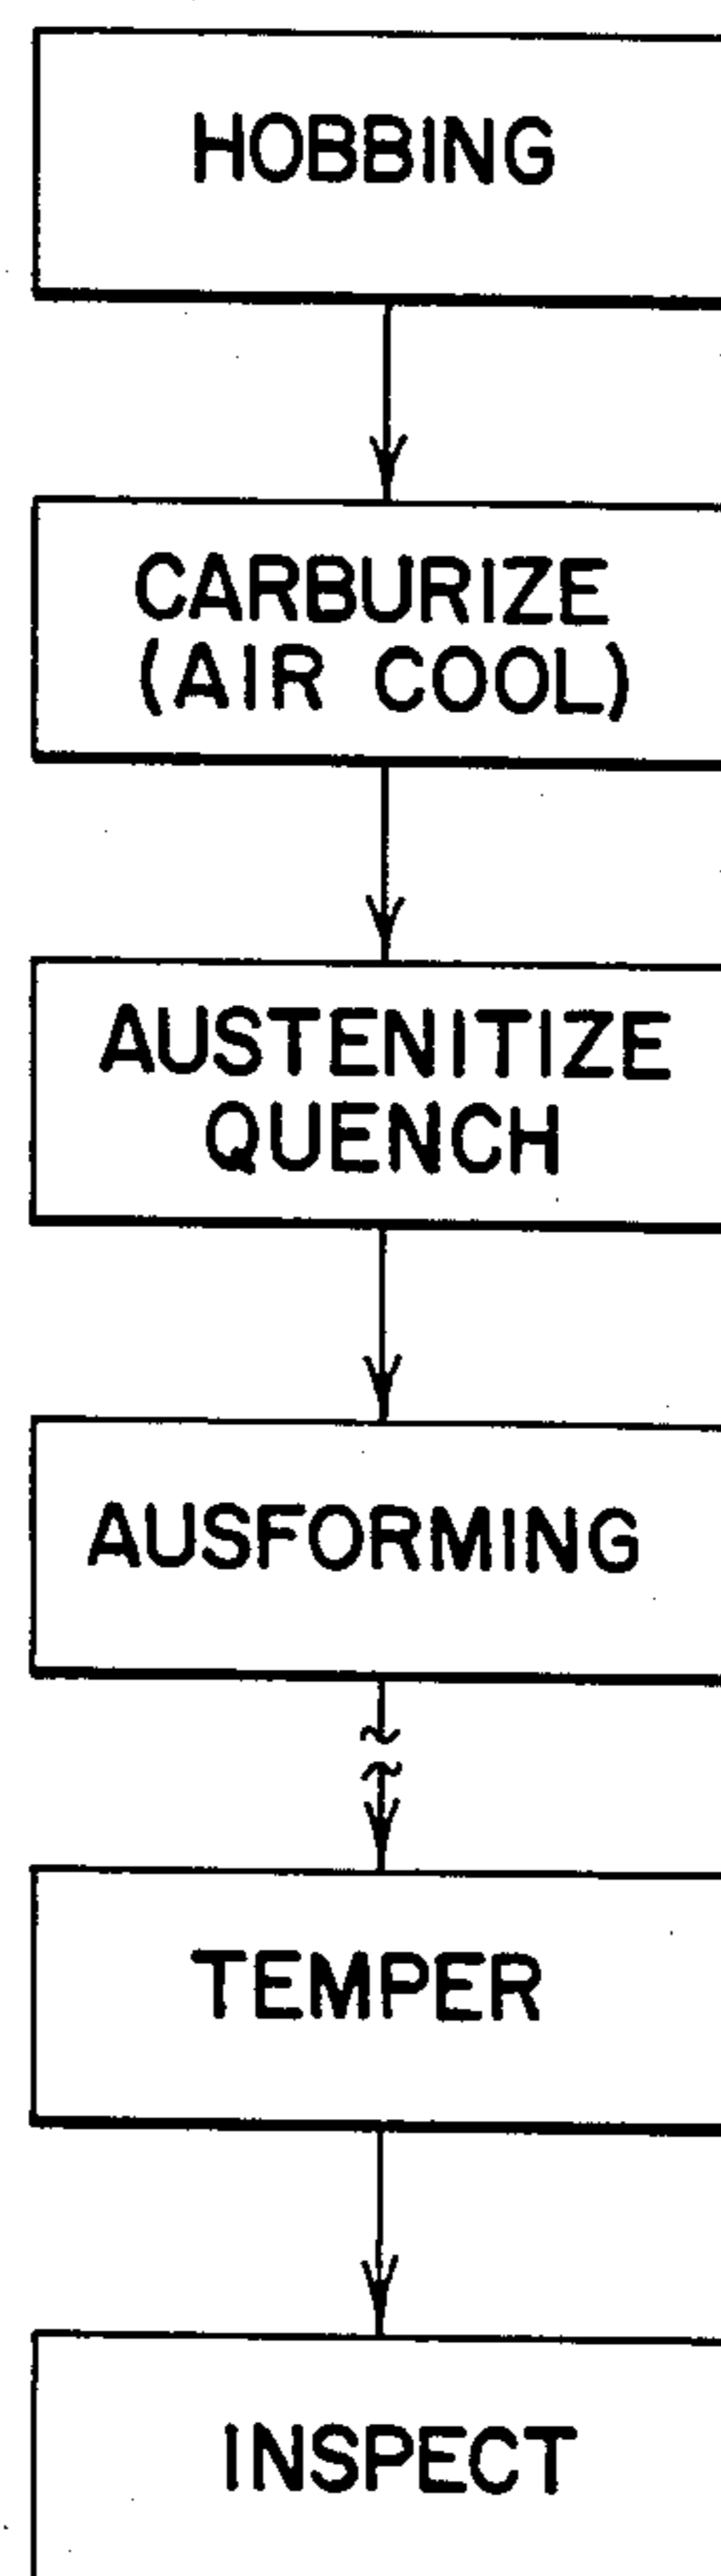 HOBBING
CARBURIZE
(AIR COOL)
AUSTENITIZE
QUENCH
AUSFORMING
TEMPER
INSPECT